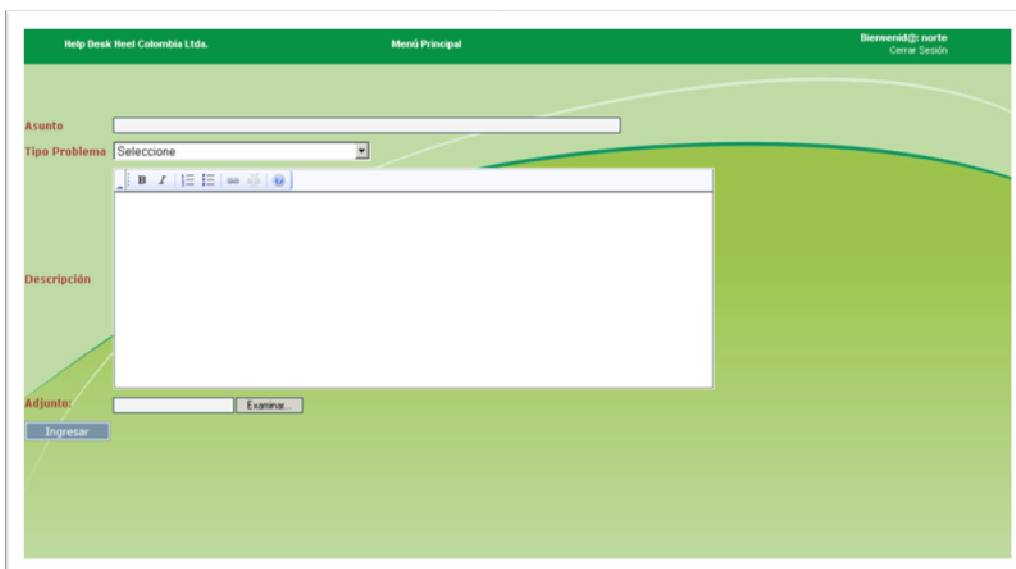 Help Desk Heel Colombia Ltda. Menú Principal Bienvenid@: norte
Cerrar Sesión
Asunto
Tipo Problema Seleccione
B I
Descripción
Adjunto: Examinar...
Ingresar